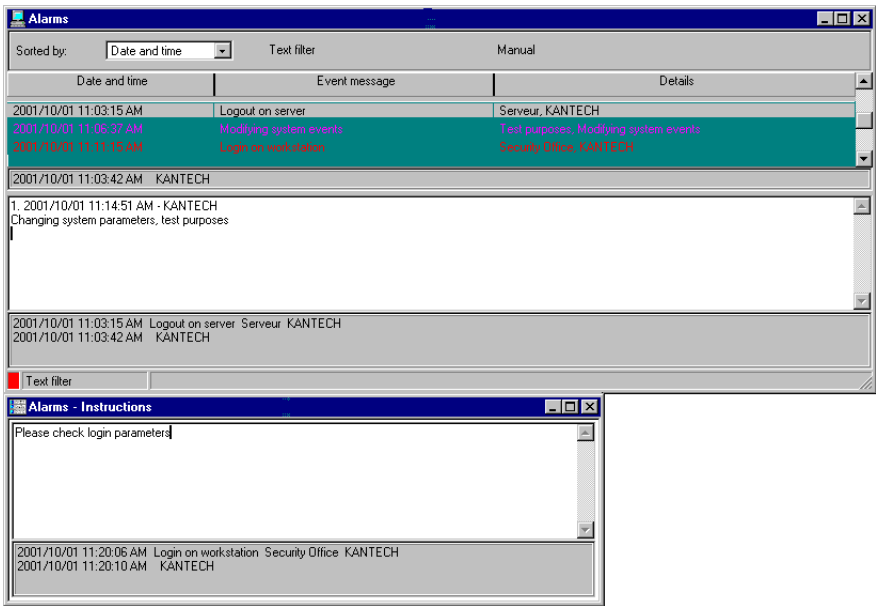 Alarms
Sorted by: Date and time Text filter Manual
Date and time Event message Details
2001/10/01 11:03:15 AM Logout on server Serveur, KANTECH
2001/10/01 11:06:37 AM Modifying system events Test purposes, Modifying system events
2001/10/01 11:11:15 AM Login on workstation Security Office, KANTECH
2001/10/01 11:03:42 AM KANTECH
1. 2001/10/01 11:14:51 AM - KANTECH
Changing system parameters, test purposes
2001/10/01 11:03:15 AM Logout on server Serveur KANTECH
2001/10/01 11:03:42 AM KANTECH
Text filter
Alarms - Instructions
Please check login parameters
2001/10/01 11:20:06 AM Login on workstation Security Office KANTECH
2001/10/01 11:20:10 AM KANTECH